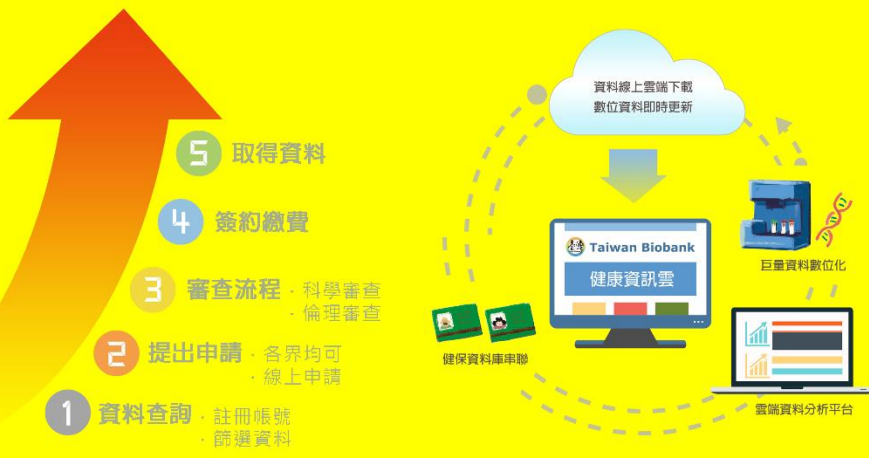 5 取得資料
4 簽約繳費
3 審查流程 · 科學審查
· 倫理審查
2 提出申請 · 各界均可
· 線上申請
1 資料查詢 · 註冊帳號
· 篩選資料
資料線上雲端下載
數位資料即時更新
Taiwan Biobank
健康資訊雲
巨量資料數位化
健保資料庫串聯
雲端資料分析平台